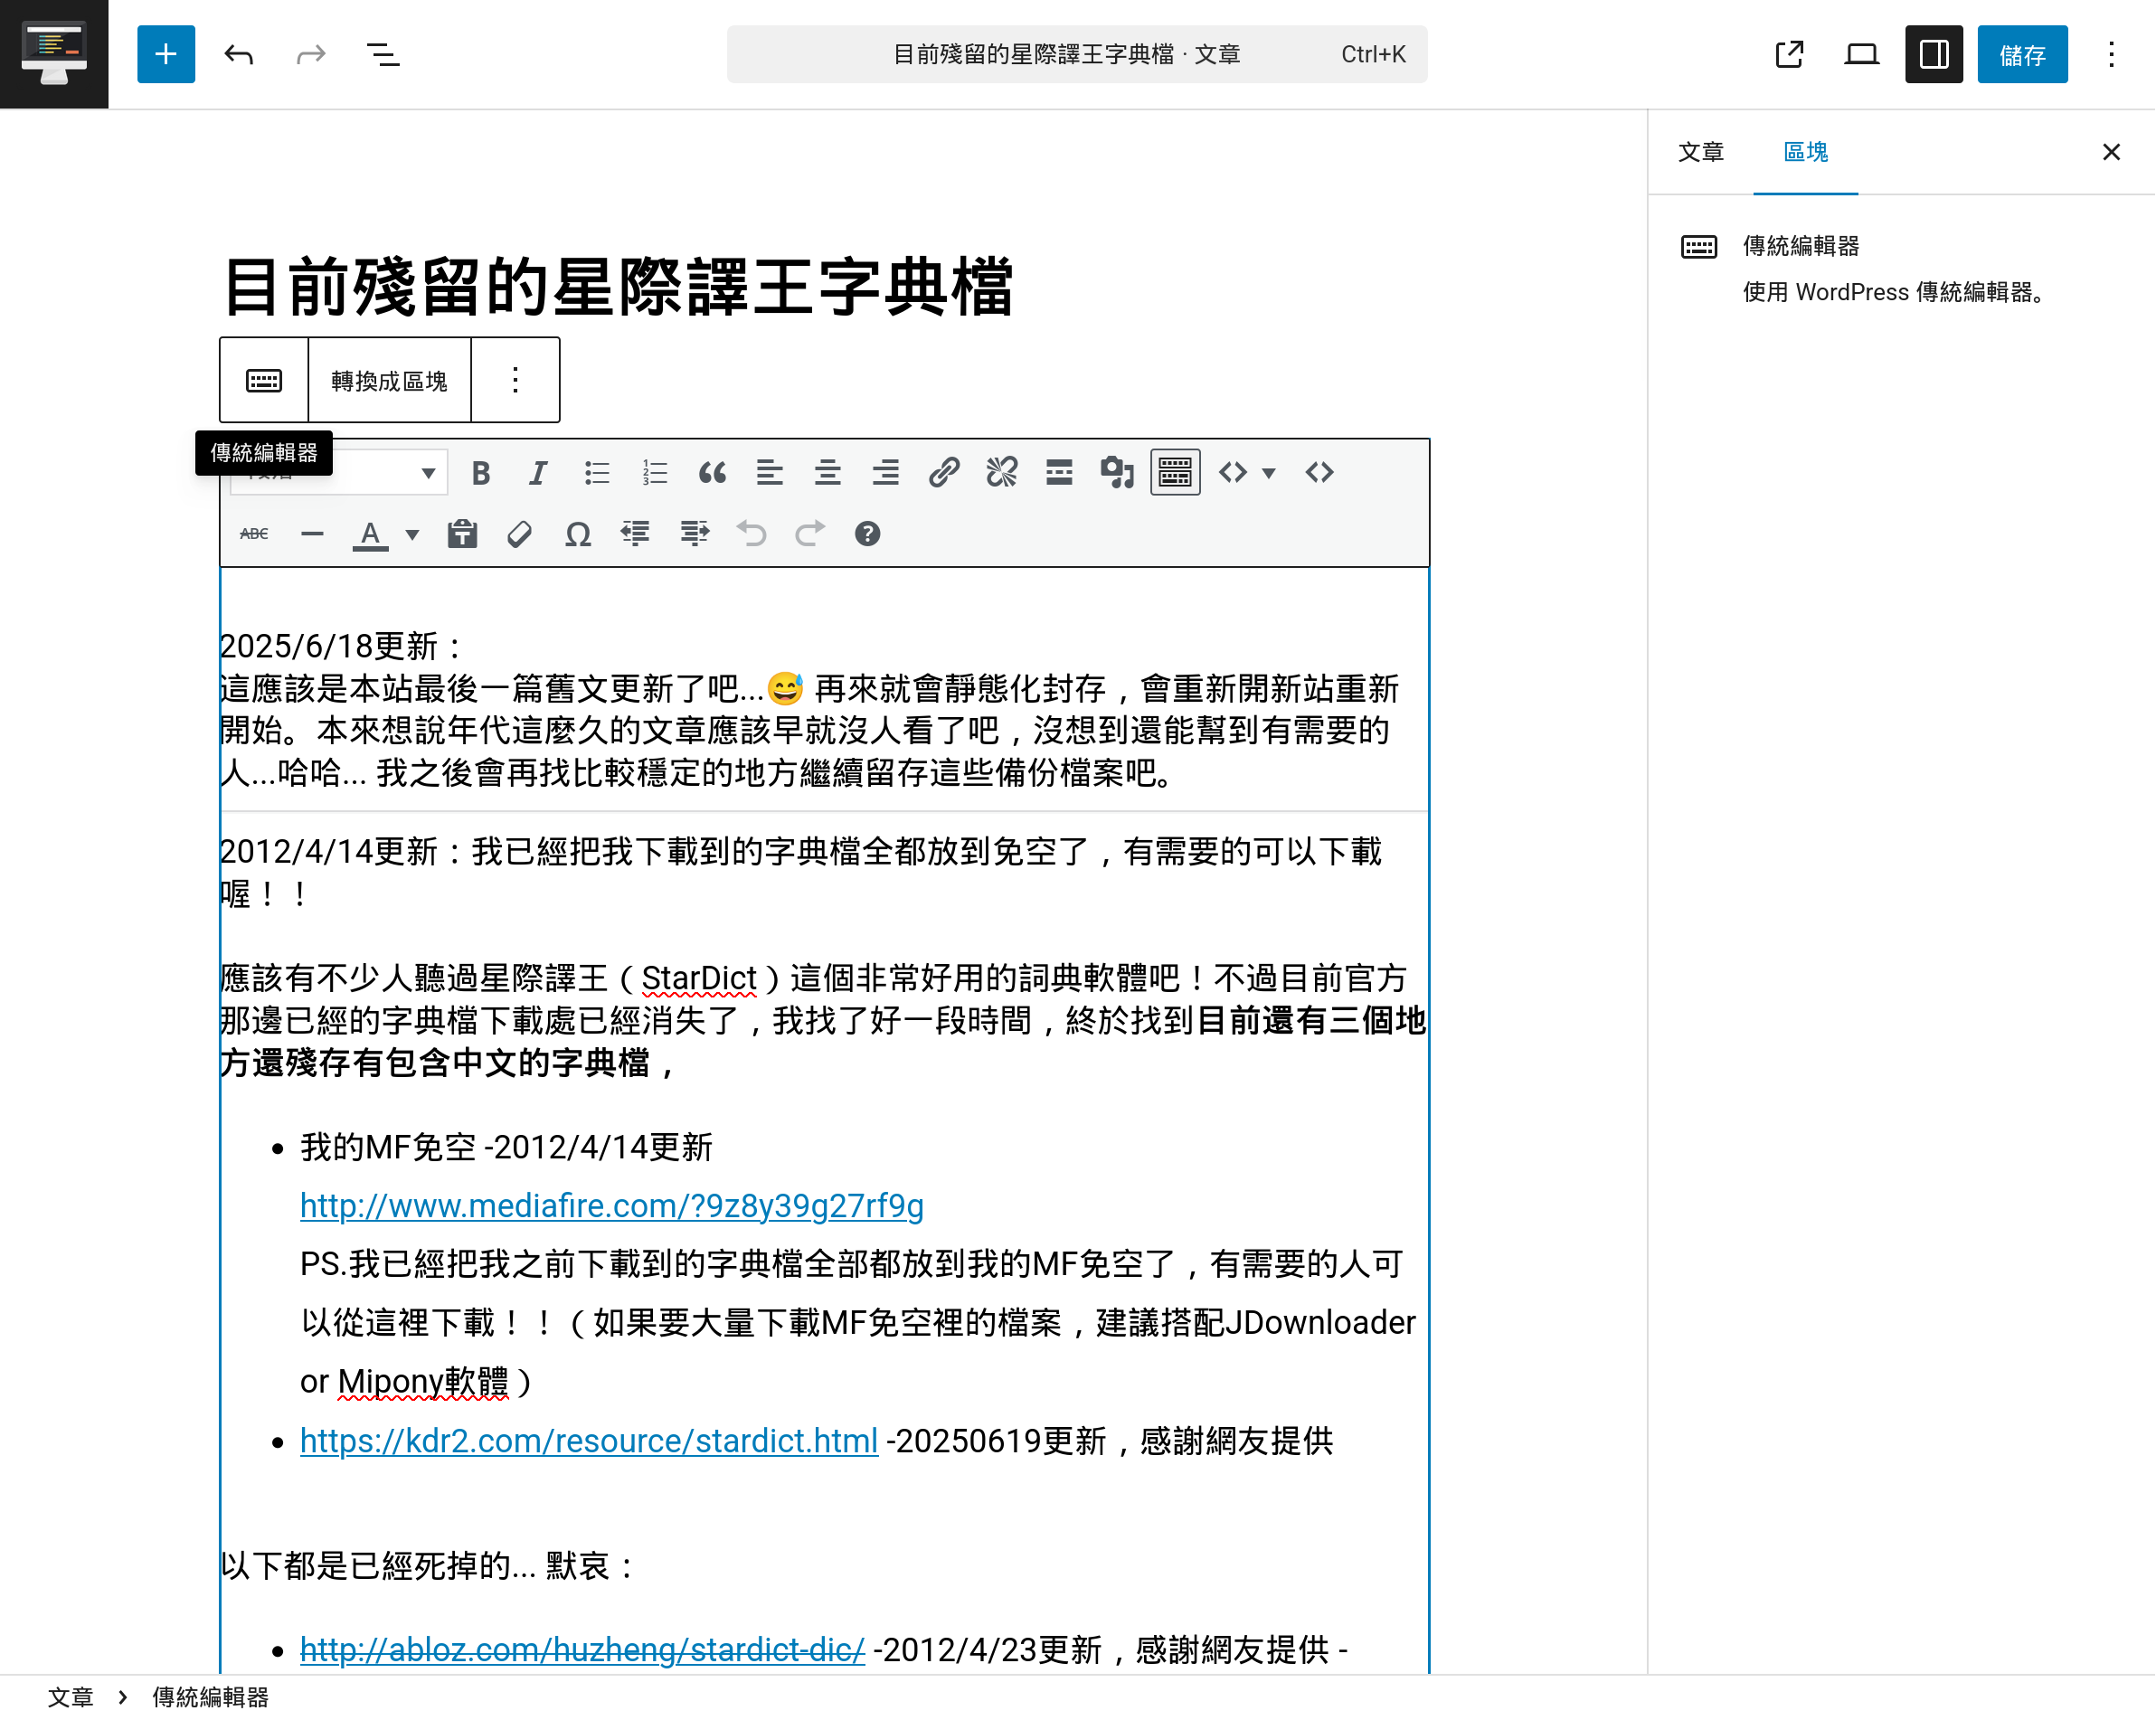 目前殘留的星際譯王字典檔 · 文章 Ctrl+K
儲存
文章 區塊
傳統編輯器
使用 WordPress 傳統編輯器。
目前殘留的星際譯王字典檔
轉換成區塊
傳統編輯器
B I
ABC A
2025/6/18更新：
這應該是本站最後一篇舊文更新了吧...😅 再來就會靜態化封存，會重新開新站重新
開始。本來想說年代這麼久的文章應該早就沒人看了吧，沒想到還能幫到有需要的
人...哈哈... 我之後會再找比較穩定的地方繼續留存這些備份檔案吧。
2012/4/14更新：我已經把我下載到的字典檔全都放到免空了，有需要的可以下載
喔！！
應該有不少人聽過星際譯王（StarDict）這個非常好用的詞典軟體吧！不過目前官方
那邊已經的字典檔下載處已經消失了，我找了好一段時間，終於找到目前還有三個地
方還殘存有包含中文的字典檔，
• 我的MF免空 -2012/4/14更新
http://www.mediafire.com/?9z8y39g27rf9g
PS.我已經把我之前下載到的字典檔全部都放到我的MF免空了，有需要的人可
以從這裡下載！！（如果要大量下載MF免空裡的檔案，建議搭配JDownloader
or Mipony軟體）
• https://kdr2.com/resource/stardict.html -20250619更新，感謝網友提供
以下都是已經死掉的... 默哀：
• http://abloz.com/huzheng/stardict-dic/ -2012/4/23更新，感謝網友提供 -
文章 › 傳統編輯器